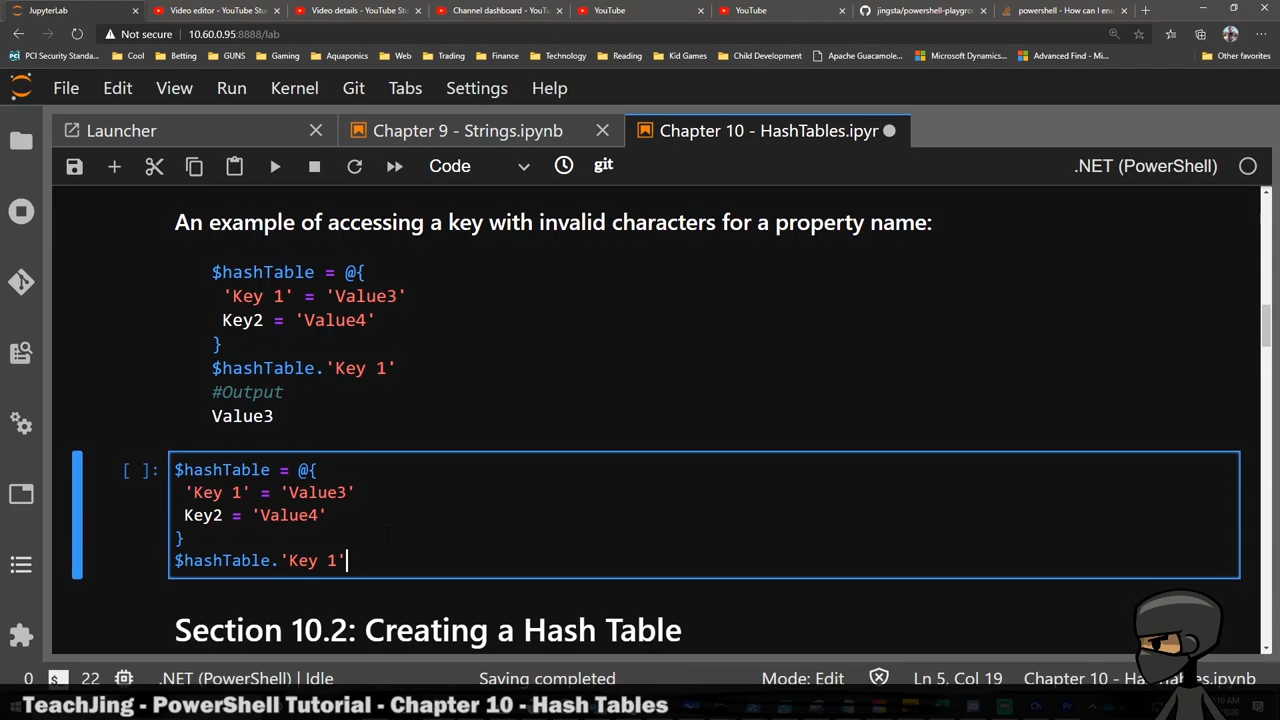 JupyterLab
Video editor - YouTube Stu
Video details - YouTube St
Channel dashboard - YouTu
YouTube
YouTube
jingsta/powershell-playgro
powershell - How can I enu
Not secure
10.60.0.95:8888/lab
PCI Security Standa...
Cool
Betting
GUNS
Gaming
Aquaponics
Web
Trading
Finance
Technology
Reading
Kid Games
Child Development
Apache Guacamole...
Microsoft Dynamics...
Advanced Find - Mi...
Other favorites
File Edit View Run Kernel Git Tabs Settings Help
Launcher
Chapter 9 - Strings.ipynb
Chapter 10 - HashTables.ipyr
Code
git
.NET (PowerShell)
An example of accessing a key with invalid characters for a property name:
$hashTable = @{
'Key 1' = 'Value3'
Key2 = 'Value4'
}
$hashTable.'Key 1'
#Output
Value3
[ ]:
$hashTable = @{
'Key 1' = 'Value3'
Key2 = 'Value4'
}
$hashTable.'Key 1'
Section 10.2: Creating a Hash Table
0
22
.NET (PowerShell) | Idle
Saving completed
Mode: Edit
Ln 5, Col 19
Chapter 10 - HashTables.ipynb
TeachJing - PowerShell Tutorial - Chapter 10 - Hash Tables